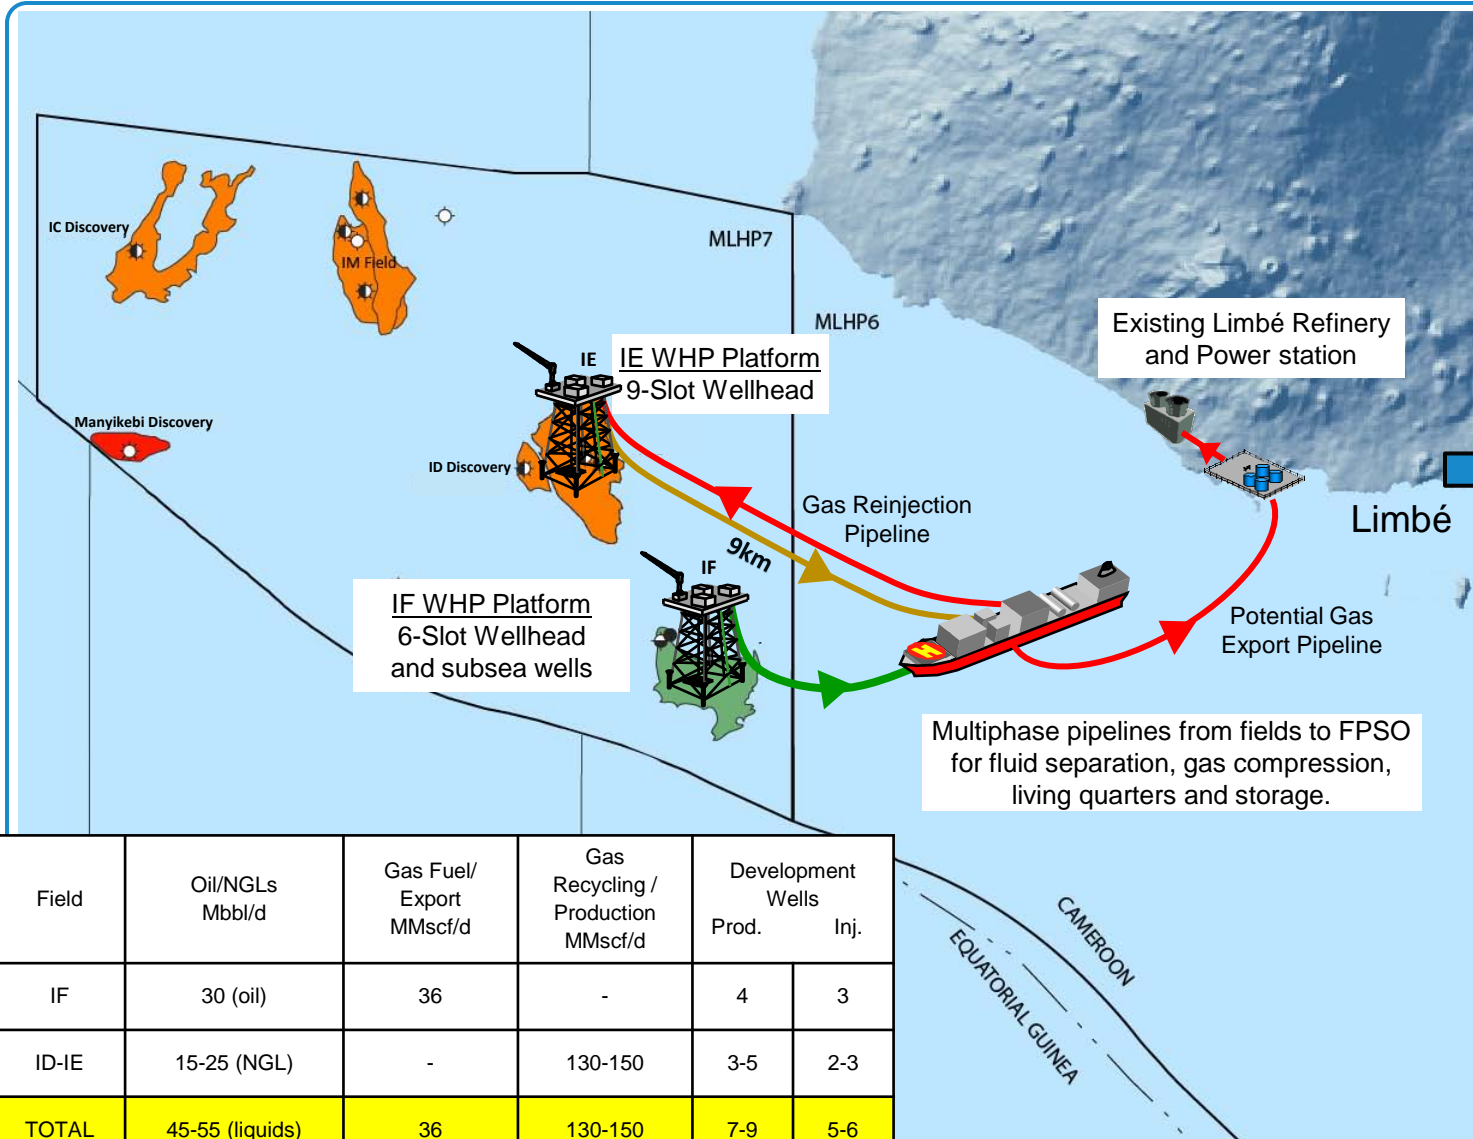 IC Discovery
IM Field
MLHP7
MLHP6
Existing Limbé Refinery
and Power station
IE
IE WHP Platform
9-Slot Wellhead
Manyikebi Discovery
ID Discovery
Gas Reinjection
Pipeline
Limbé
9km
IF
IF WHP Platform
6-Slot Wellhead
and subsea wells
Potential Gas
Export Pipeline
Multiphase pipelines from fields to FPSO
for fluid separation, gas compression,
living quarters and storage.
H
CAMEROON
EQUATORIAL GUINEA
Field
Oil/NGLs
Mbbl/d
Gas Fuel/
Export
MMscf/d
Gas
Recycling /
Production
MMscf/d
Development
Wells
Prod. Inj.
IF 30 (oil) 36 - 4 3
ID-IE 15-25 (NGL) - 130-150 3-5 2-3
TOTAL 45-55 (liquids) 36 130-150 7-9 5-6